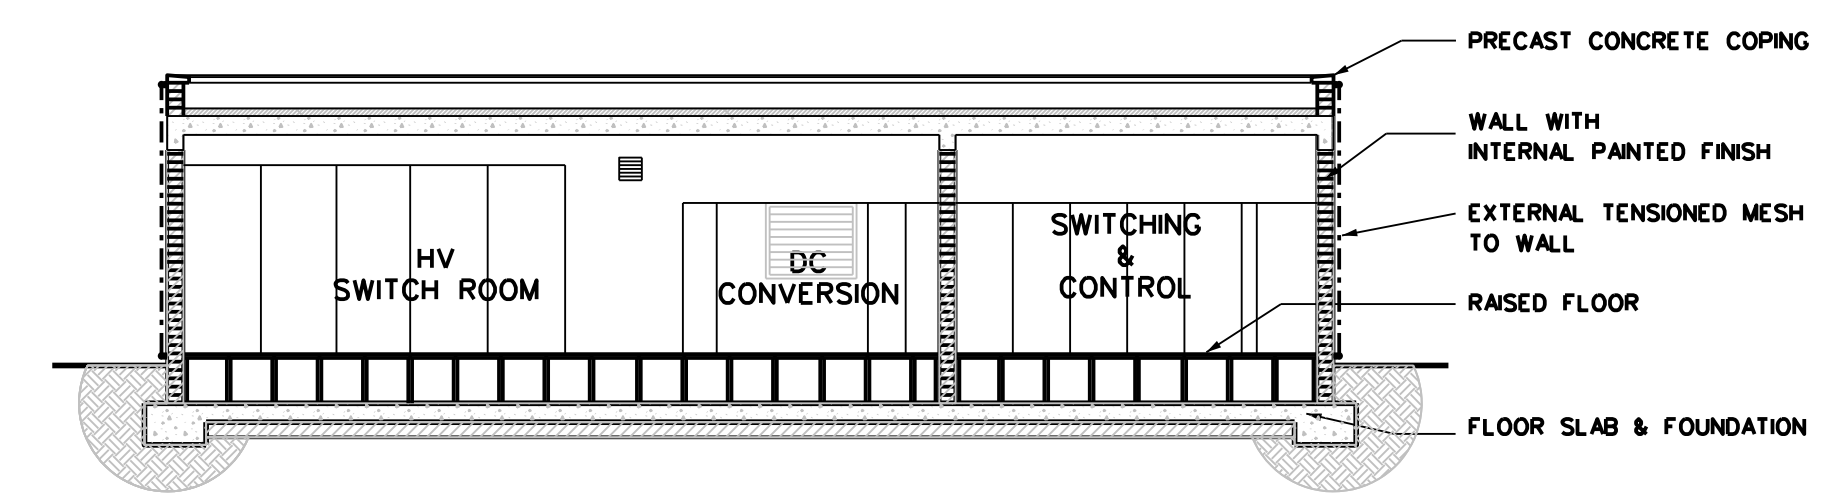 PRECAST CONCRETE COPING
WALL WITH
INTERNAL PAINTED FINISH
EXTERNAL TENSIONED MESH
TO WALL
RAISED FLOOR
FLOOR SLAB & FOUNDATION
HV
SWITCH ROOM
DC
CONVERSION
SWITCHING
&
CONTROL